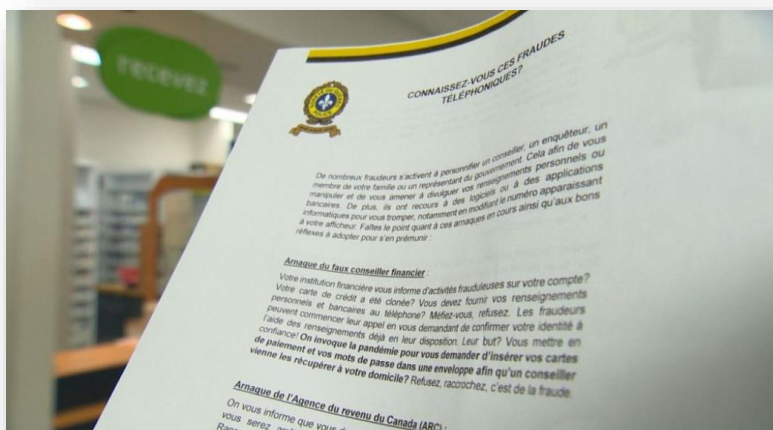 recevez
CONNAISSEZ-VOUS CES FRAUDES
TÉLÉPHONIQUES?
De nombreux fraudeurs s'activent à personnifier un conseiller, un enquêteur, un
membre de votre famille ou un représentant du gouvernement. Cela afin de vous
manipuler et de vous amener à divulguer vos renseignements personnels ou
bancaires. De plus, ils ont recours à des logiciels ou à des applications
informatiques pour vous tromper, notamment en modifiant le numéro apparaissant
à votre afficheur. Faites le point quant à ces arnaques en cours ainsi qu'aux bons
réflexes à adopter pour s'en prémunir :
Arnaque du faux conseiller financier :
Votre institution financière vous informe d'activités frauduleuses sur votre compte?
Votre carte de crédit a été clonée? Vous devez fournir vos renseignements
personnels et bancaires au téléphone? Méfiez-vous, refusez. Les fraudeurs
peuvent commencer leur appel en vous demandant de confirmer votre identité à
l'aide des renseignements déjà en leur disposition. Leur but? Vous mettre en
confiance! On invoque la pandémie pour vous demander d'insérer vos cartes
de paiement et vos mots de passe dans une enveloppe afin qu'un conseiller
vienne les récupérer à votre domicile? Refusez, raccrochez, c'est de la fraude.
Arnaque de l'Agence du revenu du Canada (ARC) :
On vous informe que vous
vous serez